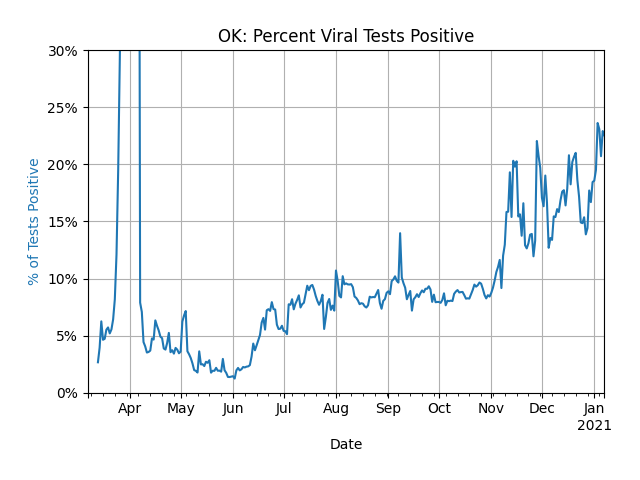 OK: Percent Viral Tests Positive
30%
25%
20%
15%
10%
5%
0%
% of Tests Positive
Apr May Jun Jul Aug Sep Oct Nov Dec Jan
2021
Date